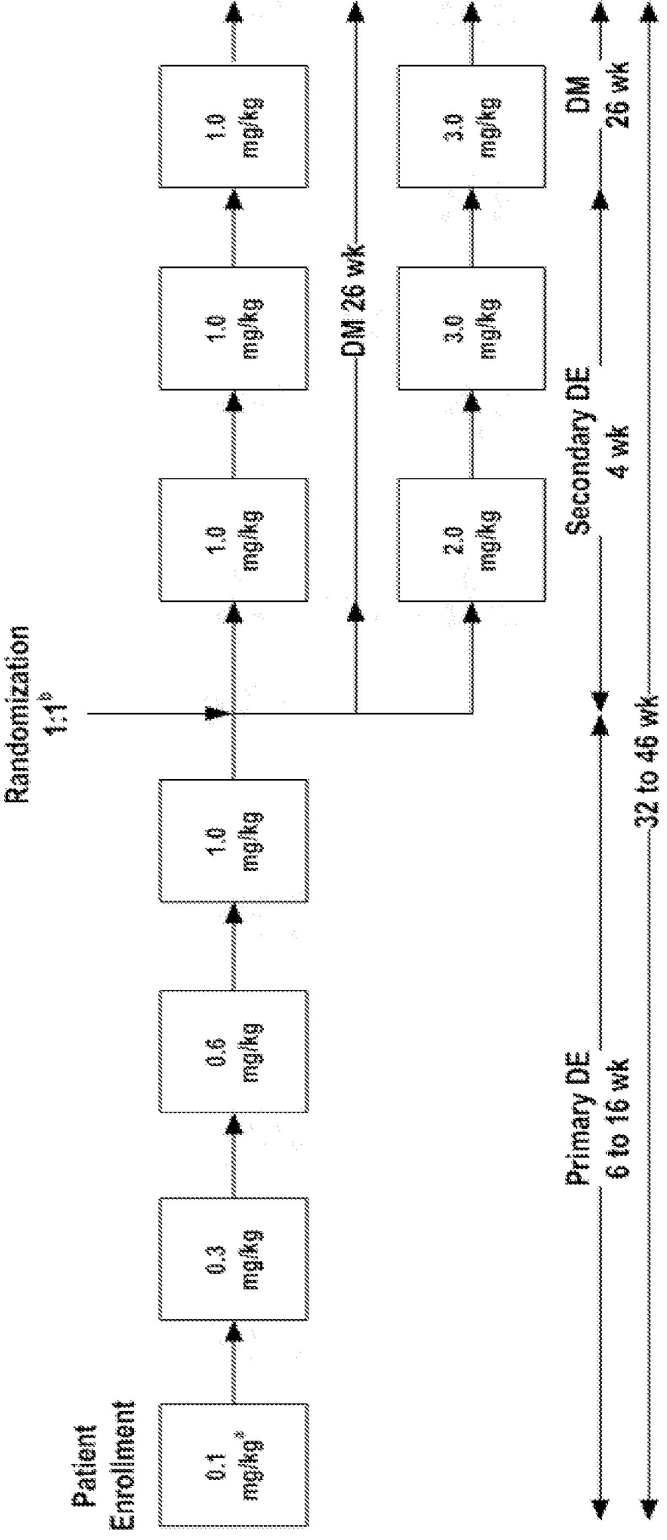 Patient
Enrollment
Randomization
1:1ᵇ
0.1
mg/kgᵃ
0.3
mg/kg
0.6
mg/kg
1.0
mg/kg
1.0
mg/kg
1.0
mg/kg
1.0
mg/kg
DM 26 wk
2.0
mg/kg
3.0
mg/kg
3.0
mg/kg
Primary DE
6 to 16 wk
Secondary DE
4 wk
DM
26 wk
32 to 46 wk